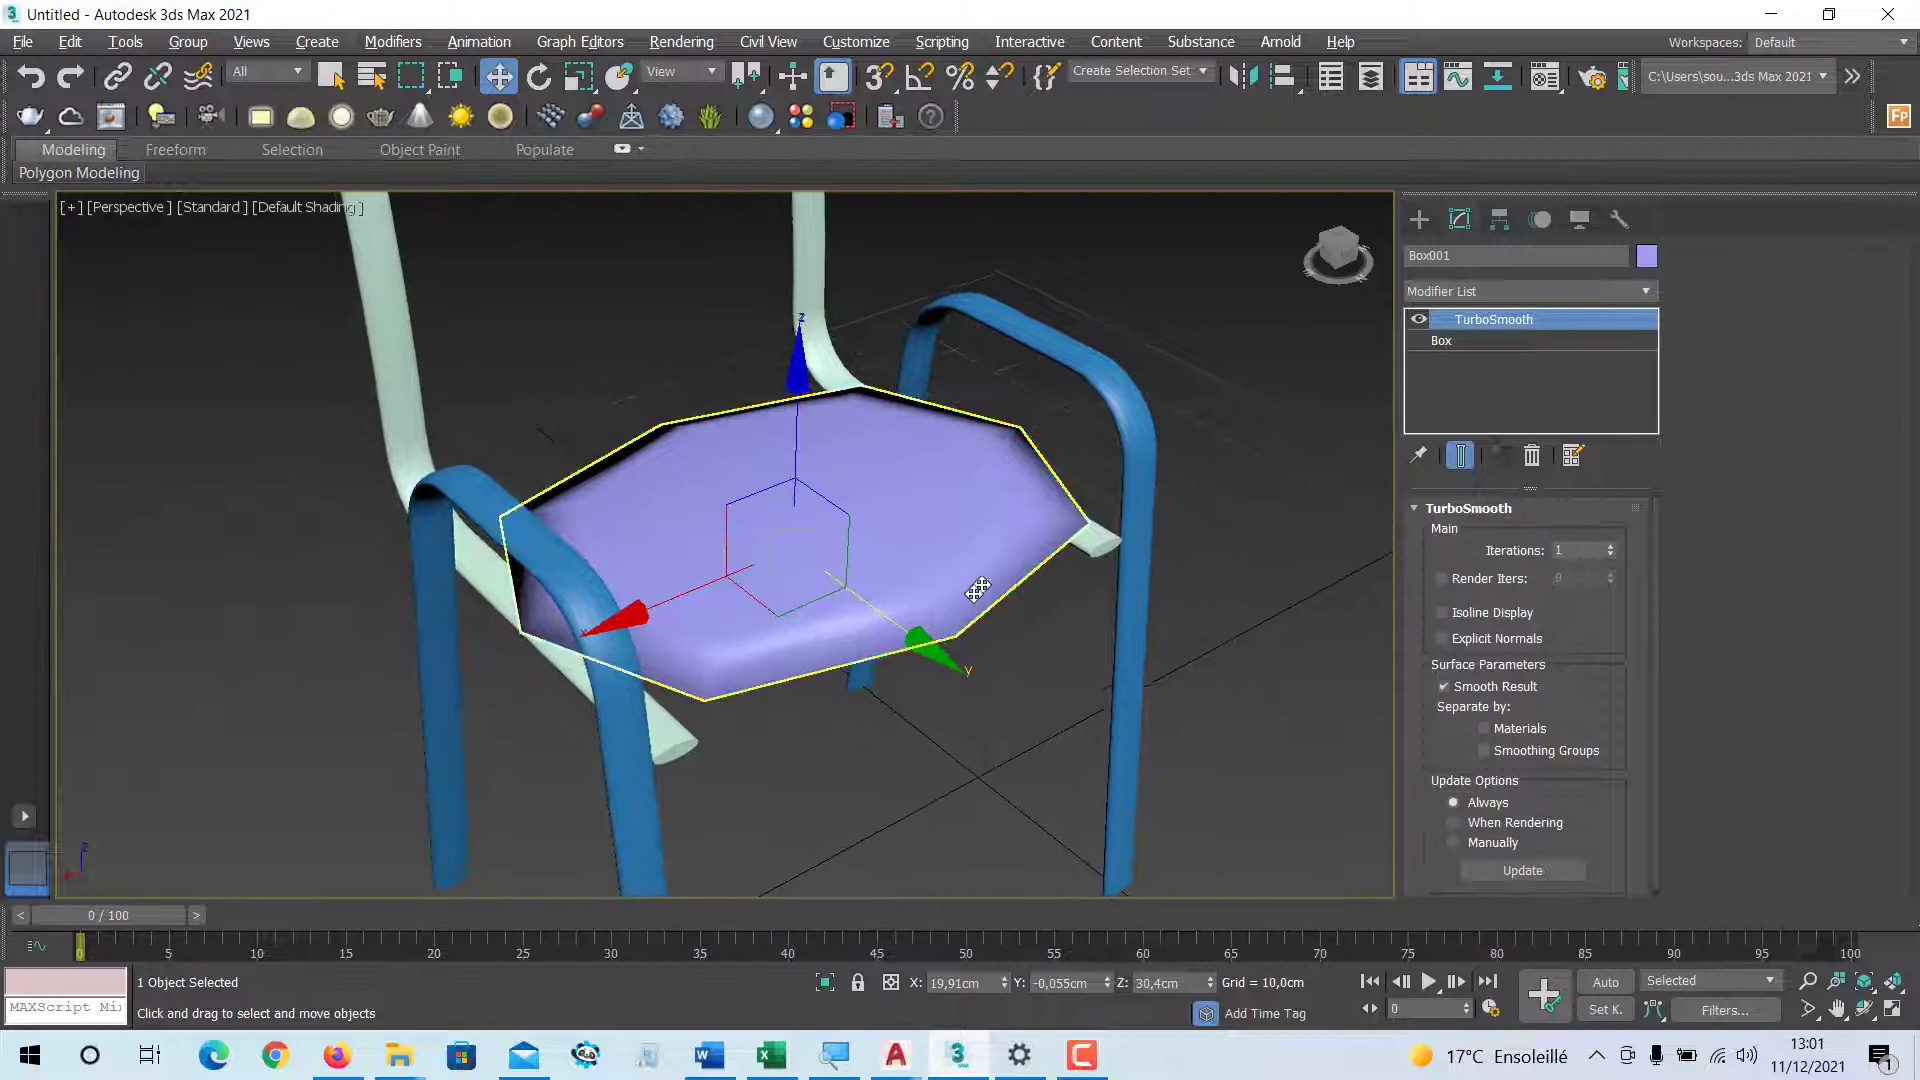 Untitled - Autodesk 3ds Max 2021
File Edit Tools Group Views Create Modifiers Animation Graph Editors Rendering Civil View Customize Scripting Interactive Content Substance Arnold Help
Workspaces: Default
All
View
Create Selection Set
C:\Users\sou...3ds Max 2021
Fp
Modeling Freeform Selection Object Paint Populate
Polygon Modeling
[+] [Perspective ] [Standard ] [Default Shading ]
z
y
z
Box001
Modifier List
TurboSmooth
Box
TurboSmooth
Main
Iterations: 1
Render Iters: 0
Isoline Display
Explicit Normals
Surface Parameters
Smooth Result
Separate by:
Materials
Smoothing Groups
Update Options
Always
When Rendering
Manually
Update
< 0 / 100 >
0 5 10 15 20 25 30 35 40 45 50 55 60 65 70 75 80 85 90 95 100
1 Object Selected
X: 19,91cm Y: -0,055cm Z: 30,4cm Grid = 10,0cm
Auto Selected
MAXScript Mi
Click and drag to select and move objects
Add Time Tag
0
Set K. Filters...
17°C Ensoleillé
13:01
11/12/2021
1